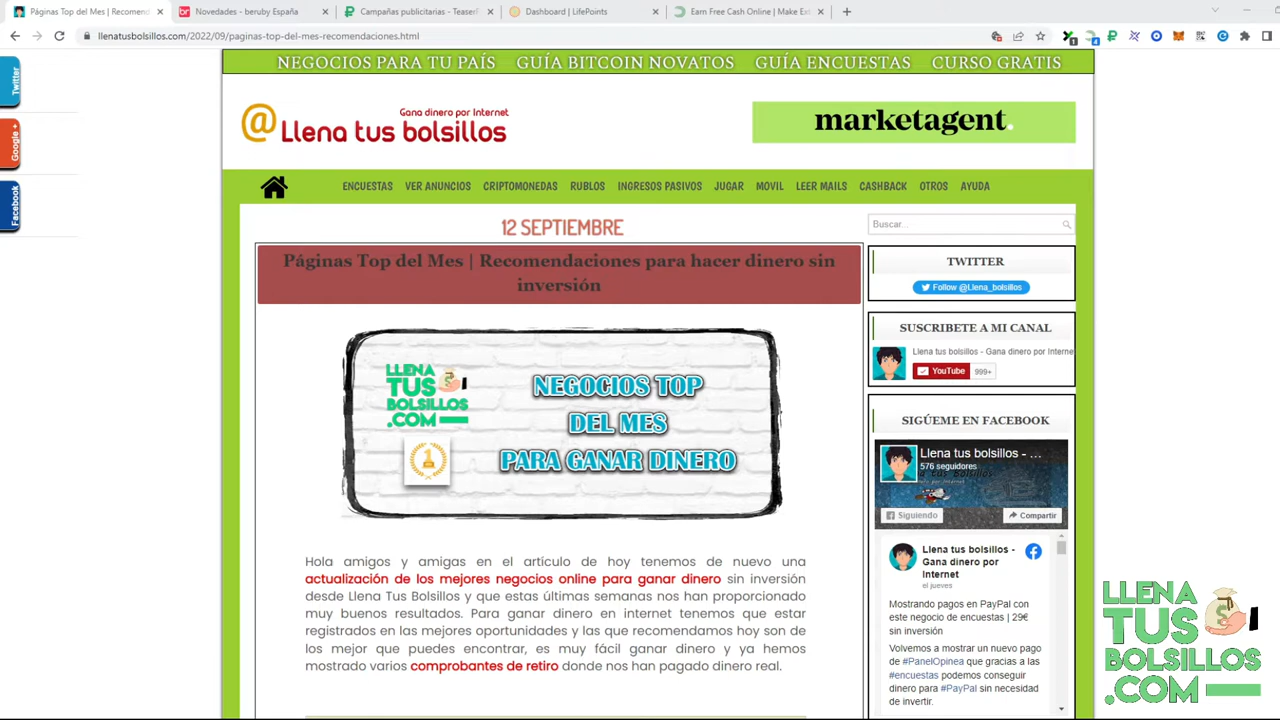 Páginas Top del Mes | Recomend
Novedades - beruby España
Campañas publicitarias - Teaser
Dashboard | LifePoints
Earn Free Cash Online | Make Ext
llenatusbolsillos.com/2022/09/paginas-top-del-mes-recomendaciones.html
NEGOCIOS PARA TU PAÍS GUÍA BITCOIN NOVATOS GUÍA ENCUESTAS CURSO GRATIS
Twitter
Google +
Facebook
@
Gana dinero por Internet
Llena tus bolsillos
marketagent.
ENCUESTAS VER ANUNCIOS CRIPTOMONEDAS RUBLOS INGRESOS PASIVOS JUGAR MOVIL LEER MAILS CASHBACK OTROS AYUDA
12 SEPTIEMBRE
Páginas Top del Mes | Recomendaciones para hacer dinero sin
inversión
LLENA
TUS
BOLSILLOS
.COM
1
NEGOCIOS TOP
DEL MES
PARA GANAR DINERO
Hola amigos y amigas en el artículo de hoy tenemos de nuevo una
actualización de los mejores negocios online para ganar dinero sin inversión
desde Llena Tus Bolsillos y que estas últimas semanas nos han proporcionado
muy buenos resultados. Para ganar dinero en internet tenemos que estar
registrados en las mejores oportunidades y las que recomendamos hoy son de
los mejor que puedes encontrar, es muy fácil ganar dinero y ya hemos
mostrado varios comprobantes de retiro donde nos han pagado dinero real.
Buscar...
TWITTER
Follow @Llena_bolsillos
SUSCRIBETE A MI CANAL
Llena tus bolsillos - Gana dinero por Interne
YouTube 999+
SIGÚEME EN FACEBOOK
Llena tus bolsillos - ...
576 seguidores
Siguiendo
Compartir
Llena tus bolsillos -
Gana dinero por
Internet
el jueves
Mostrando pagos en PayPal con
este negocio de encuestas | 29€
sin inversión
Volvemos a mostrar un nuevo pago
de #PanelOpinea que gracias a las
#encuestas podemos conseguir
dinero para #PayPal sin necesidad
de invertir.
LLENA
TUS
BOLSILLOS
.COM